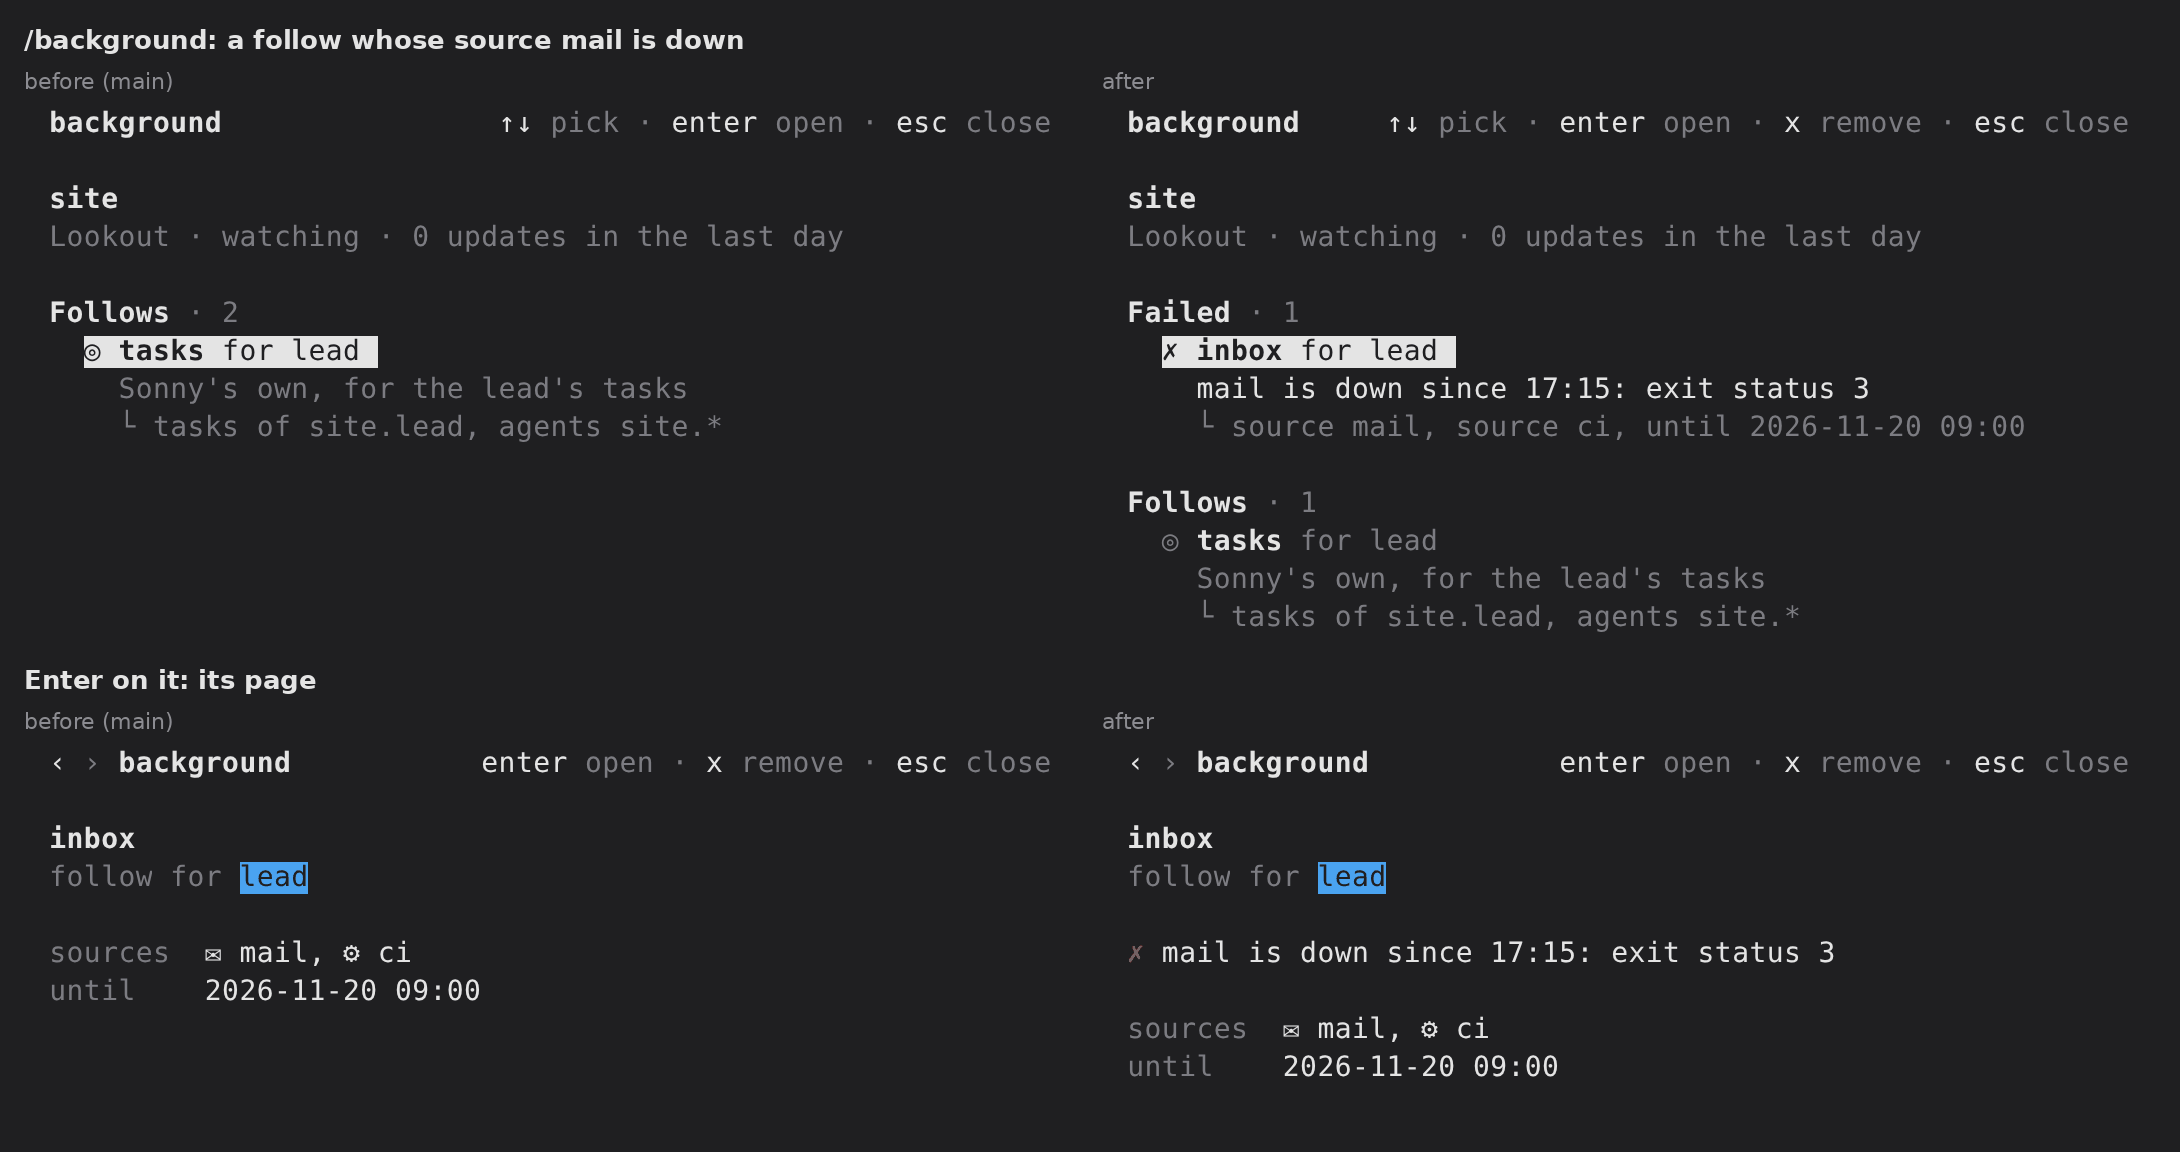 /background: a follow whose source mail is down
before (main)
background ↑↓ pick · enter open · esc close
site
Lookout · watching · 0 updates in the last day
Follows · 2
◎ tasks for lead
Sonny's own, for the lead's tasks
└ tasks of site.lead, agents site.*
after
background ↑↓ pick · enter open · x remove · esc close
site
Lookout · watching · 0 updates in the last day
Failed · 1
✗ inbox for lead
mail is down since 17:15: exit status 3
└ source mail, source ci, until 2026-11-20 09:00
Follows · 1
◎ tasks for lead
Sonny's own, for the lead's tasks
└ tasks of site.lead, agents site.*
Enter on it: its page
before (main)
‹ › background enter open · x remove · esc close
inbox
follow for lead
sources ✉ mail, ⚙ ci
until 2026-11-20 09:00
after
‹ › background enter open · x remove · esc close
inbox
follow for lead
✗ mail is down since 17:15: exit status 3
sources ✉ mail, ⚙ ci
until 2026-11-20 09:00